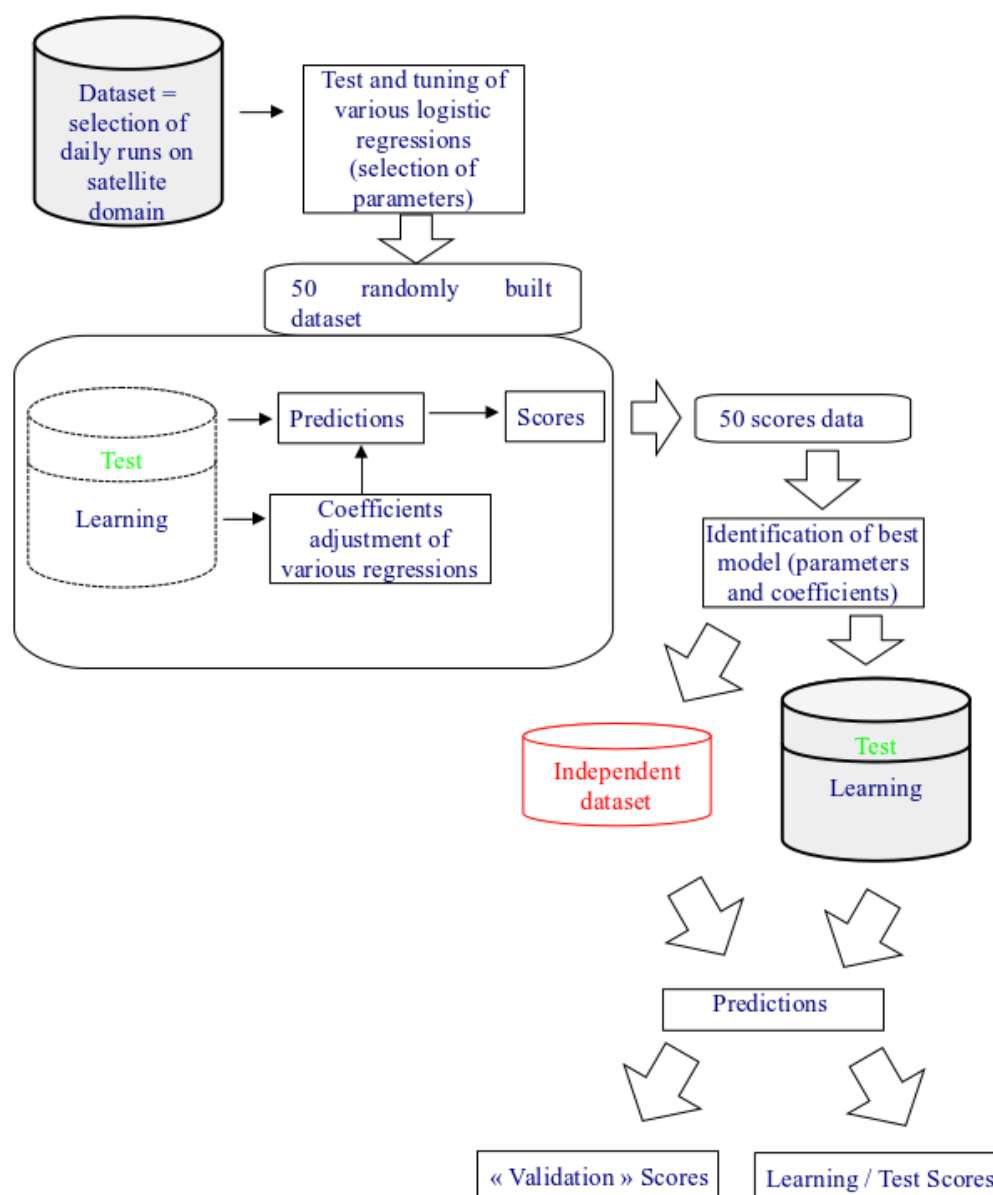 Dataset =
selection of
daily runs on
satellite
domain
Test and tuning of
various logistic
regressions
(selection of
parameters)
50 randomly built
dataset
Test
Learning
Predictions
Scores
Coefficients
adjustment of
various regressions
50 scores data
Identification of best
model (parameters
and coefficients)
Independent
dataset
Test
Learning
Predictions
« Validation » Scores
Learning / Test Scores